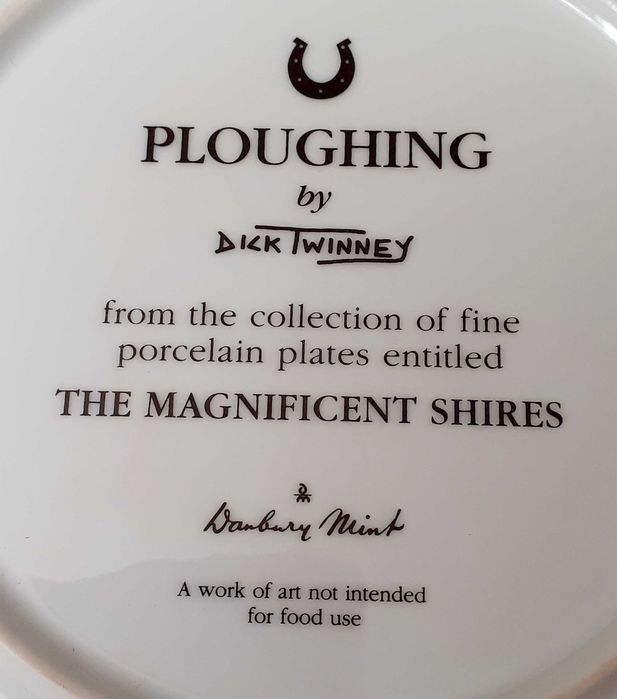 PLOUGHING
by
DICK TWINNEY
from the collection of fine
porcelain plates entitled
THE MAGNIFICENT SHIRES
Danbury Mint
A work of art not intended
for food use